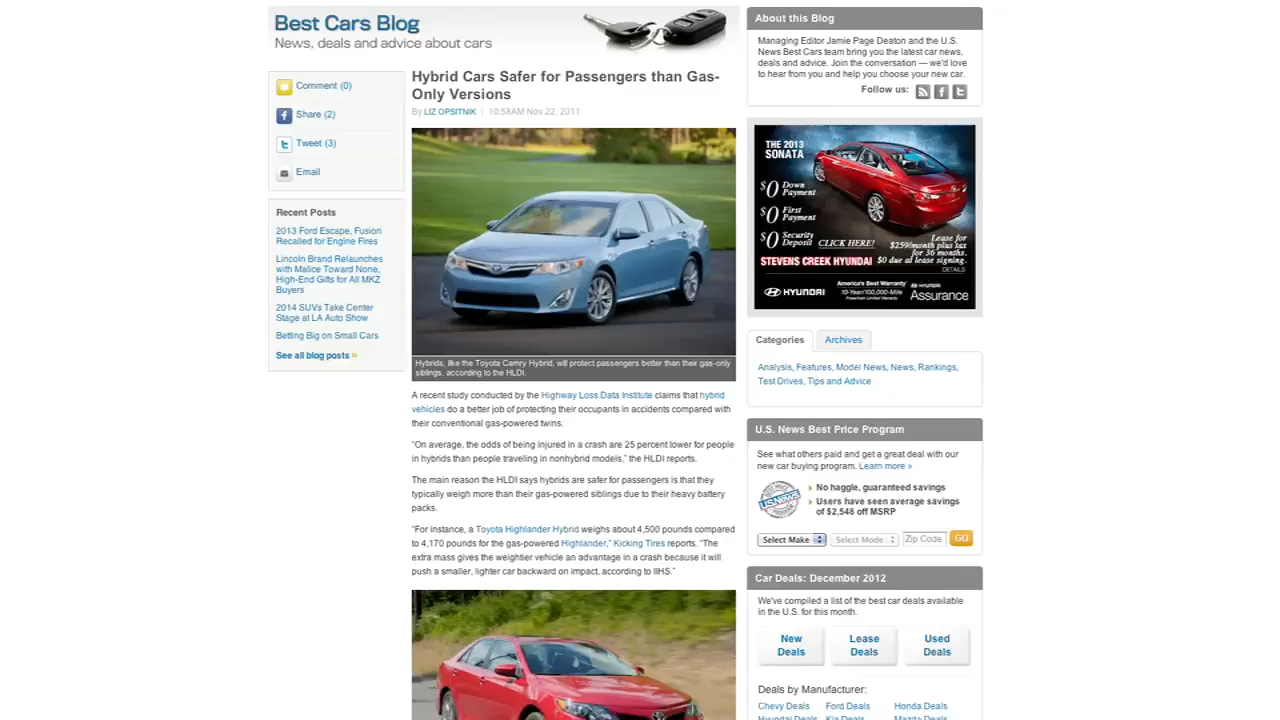 Best Cars Blog
News, deals and advice about cars
Comment (0)
Share (2)
Tweet (3)
Email
Recent Posts
2013 Ford Escape, Fusion
Recalled for Engine Fires
Lincoln Brand Relaunches
with Malice Toward None,
High-End Gifts for All MKZ
Buyers
2014 SUVs Take Center
Stage at LA Auto Show
Betting Big on Small Cars
See all blog posts »
Hybrid Cars Safer for Passengers than Gas-
Only Versions
By LIZ OPSITNIK | 10:58AM Nov 22, 2011
Hybrids, like the Toyota Camry Hybrid, will protect passengers better than their gas-only
siblings, according to the HLDI.
A recent study conducted by the Highway Loss Data Institute claims that hybrid
vehicles do a better job of protecting their occupants in accidents compared with
their conventional gas-powered twins.
"On average, the odds of being injured in a crash are 25 percent lower for people
in hybrids than people traveling in nonhybrid models," the HLDI reports.
The main reason the HLDI says hybrids are safer for passengers is that they
typically weigh more than their gas-powered siblings due to their heavy battery
packs.
"For instance, a Toyota Highlander Hybrid weighs about 4,500 pounds compared
to 4,170 pounds for the gas-powered Highlander," Kicking Tires reports. "The
extra mass gives the weightier vehicle an advantage in a crash because it will
push a smaller, lighter car backward on impact, according to IIHS."
About this Blog
Managing Editor Jamie Page Deaton and the U.S.
News Best Cars team bring you the latest car news,
deals and advice. Join the conversation — we'd love
to hear from you and help you choose your new car.
Follow us:
THE 2013
SONATA
$0 Down
Payment
$0 First
Payment
$0 Security
Deposit
CLICK HERE!
Lease for
$259/month plus tax
for 36 months.
$0 due at lease signing.
STEVENS CREEK HYUNDAI
DETAILS
HYUNDAI
America's Best Warranty
10-Year/100,000-Mile
Powertrain Limited Warranty
HYUNDAI
Assurance
Categories
Archives
Analysis, Features, Model News, News, Rankings,
Test Drives, Tips and Advice
U.S. News Best Price Program
See what others paid and get a great deal with our
new car buying program. Learn more »
BEST PRICE
USNEWS
PROGRAM
No haggle, guaranteed savings
Users have seen average savings
of $2,548 off MSRP
Select Make
Select Mode
Zip Code
GO
Car Deals: December 2012
We've compiled a list of the best car deals available
in the U.S. for this month.
New
Deals
Lease
Deals
Used
Deals
Deals by Manufacturer:
Chevy Deals
Ford Deals
Honda Deals
Hyundai Deals
Kia Deals
Mazda Deals